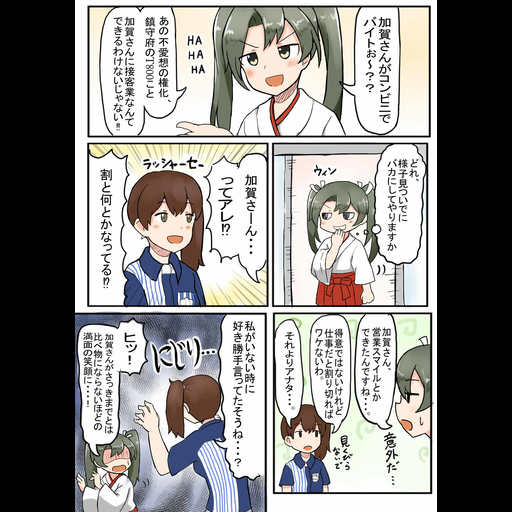 加賀さんがコンビニで
バイトぉ～？？
HA
HA
HA
あの不愛想の権化、
鎮守府のT800こと
加賀さんに接客業なんて
できるわけないじゃない!!
どれ、
様子見ついでに
バカにしてやりますか
ウィン
ラッシャーセー
加賀さーん・・・
ってアレ!?
割と何とかなってる!?
加賀さん、
営業スマイルとか
できたんですね・・・
意外だ…
得意ではないけれど
仕事だと割り切れば
ワケないわ。
それよりアナタ・・・
見くびら
ないで
私がいない時に
好き勝手言ってたそうね・・・？
にじり…
ヒッ！
加賀さんがさっきまでとは
比べ物にならないほどの
満面の笑顔に・・・！